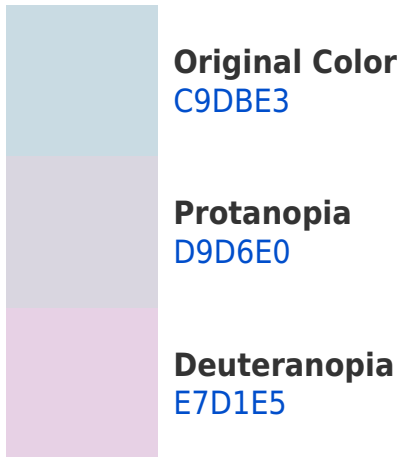 Original Color
C9DBE3
Protanopia
D9D6E0
Deuteranopia
E7D1E5